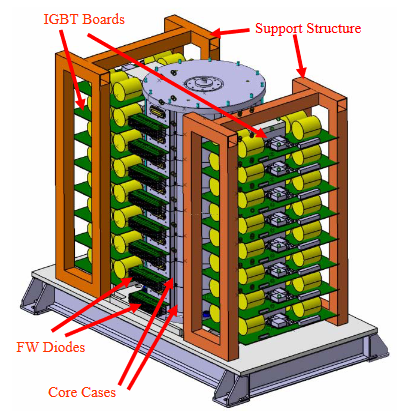 IGBT Boards
Support Structure
FW Diodes
Core Cases